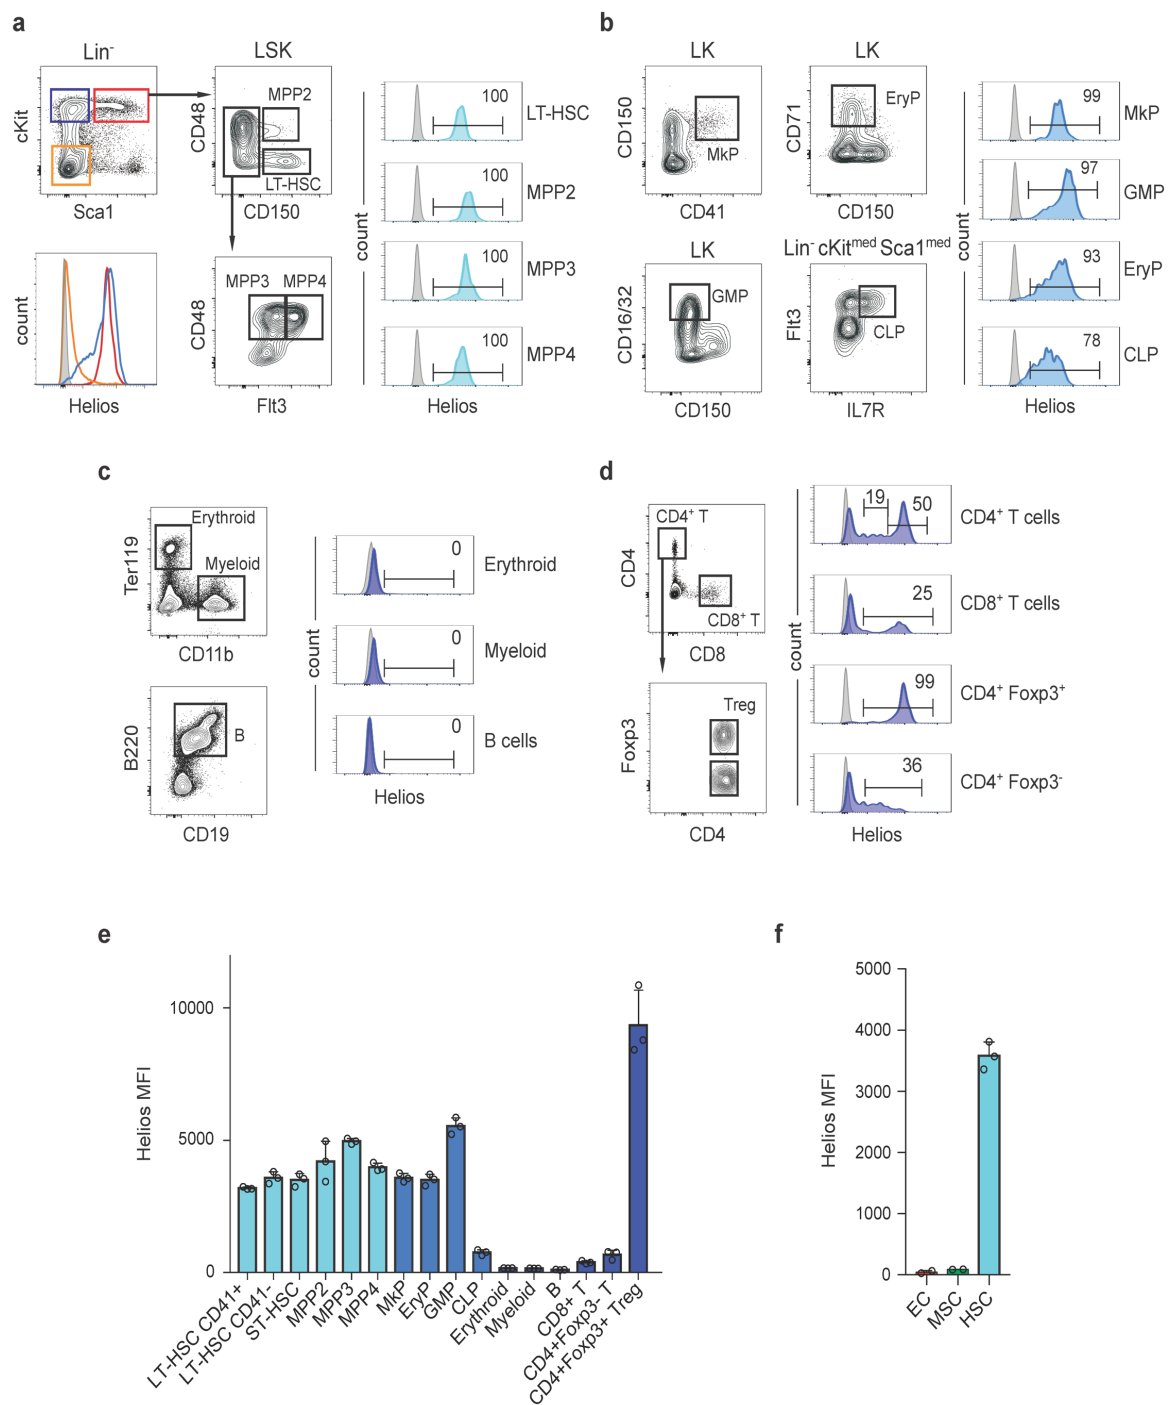 a
Lin-
LSK
cKit
Sca1
CD48
MPP2
LT-HSC
CD150
count
Helios
CD48
MPP3 MPP4
Flt3
count
100
LT-HSC
100
MPP2
100
MPP3
100
MPP4
Helios
b
LK
LK
CD150
MkP
CD41
CD71
EryP
CD150
LK
Lin- cKitmed Sca1med
CD16/32
GMP
CD150
Flt3
CLP
IL7R
count
99
MkP
97
GMP
93
EryP
78
CLP
Helios
c
Ter119
Erythroid
Myeloid
CD11b
B220
B
CD19
count
0
Erythroid
0
Myeloid
0
B cells
Helios
d
CD4
CD4+ T
CD8+ T
CD8
Foxp3
Treg
CD4
count
19
50
CD4+ T cells
25
CD8+ T cells
99
CD4+ Foxp3+
36
CD4+ Foxp3-
Helios
e
Helios MFI
10000
5000
0
LT-HSC CD41+
LT-HSC CD41-
ST-HSC
MPP2
MPP3
MPP4
MkP
EryP
GMP
CLP
Erythroid
Myeloid
B
CD8+ T
CD4+Foxp3- T
CD4+Foxp3+ Treg
f
Helios MFI
5000
4000
3000
2000
1000
0
EC
MSC
HSC